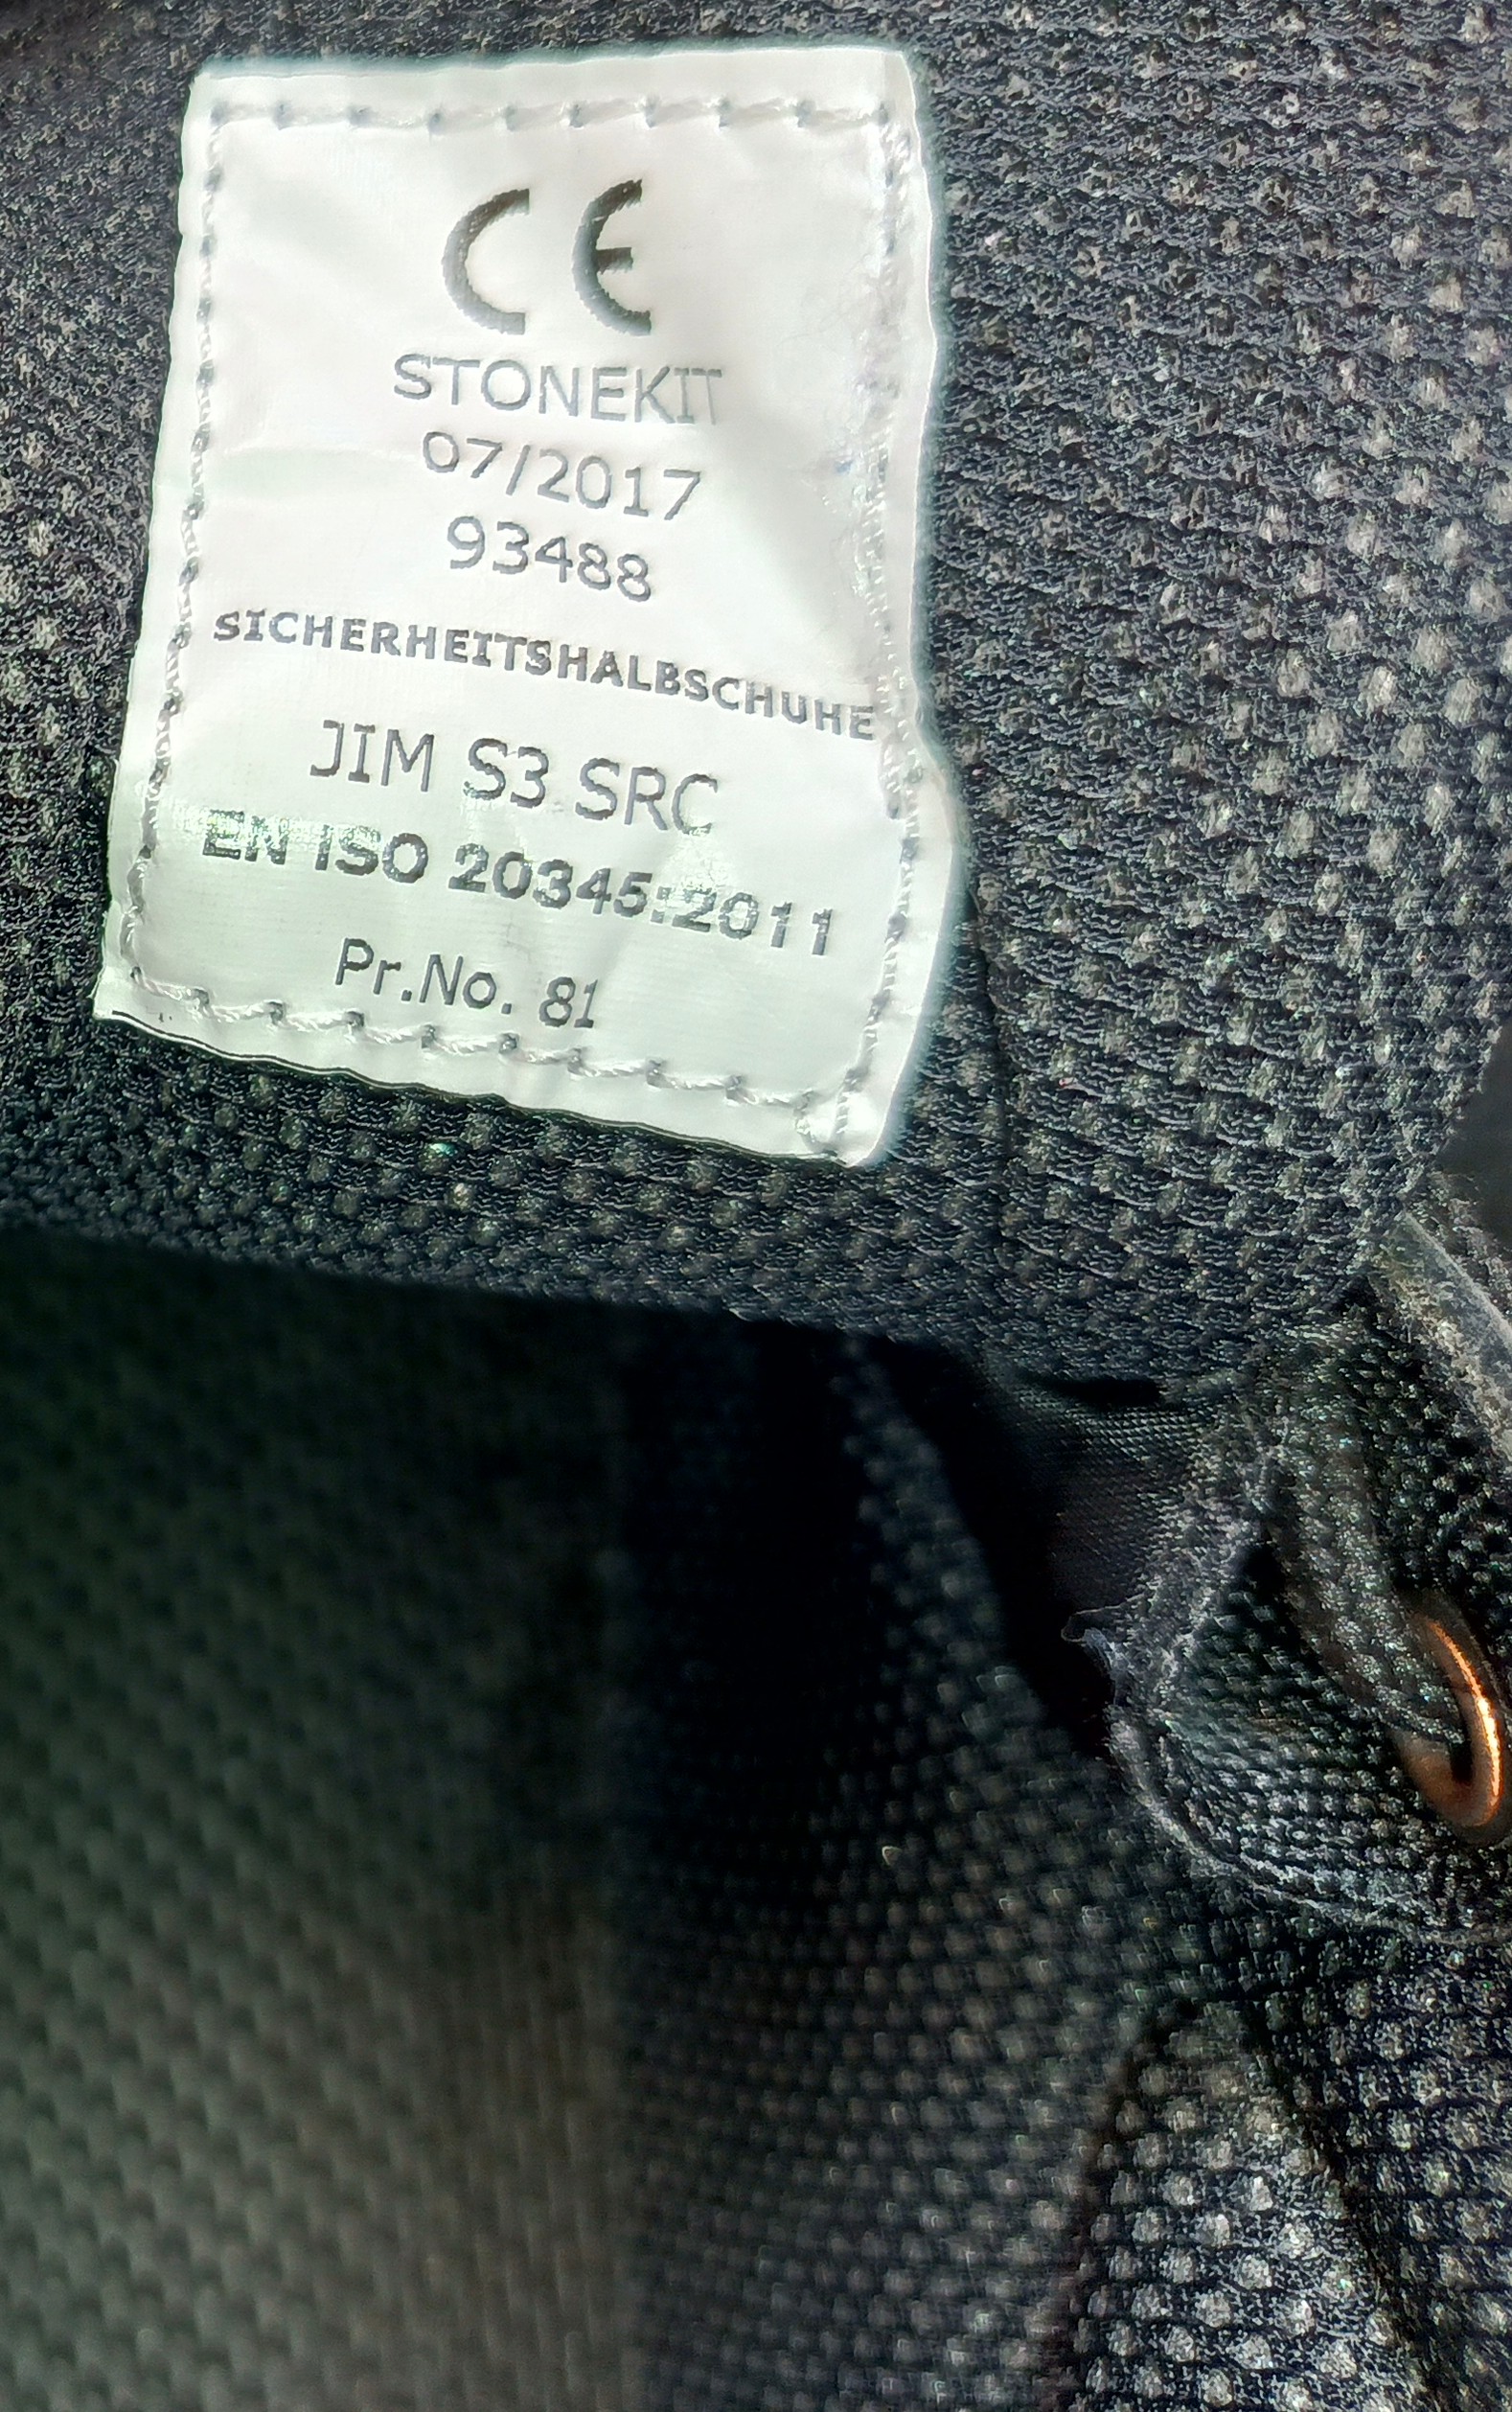 CE
STONEKIT
07/2017
93488
SICHERHEITSHALBSCHUHE
JIM S3 SRC
EN ISO 20345:2011
Pr.No. 81